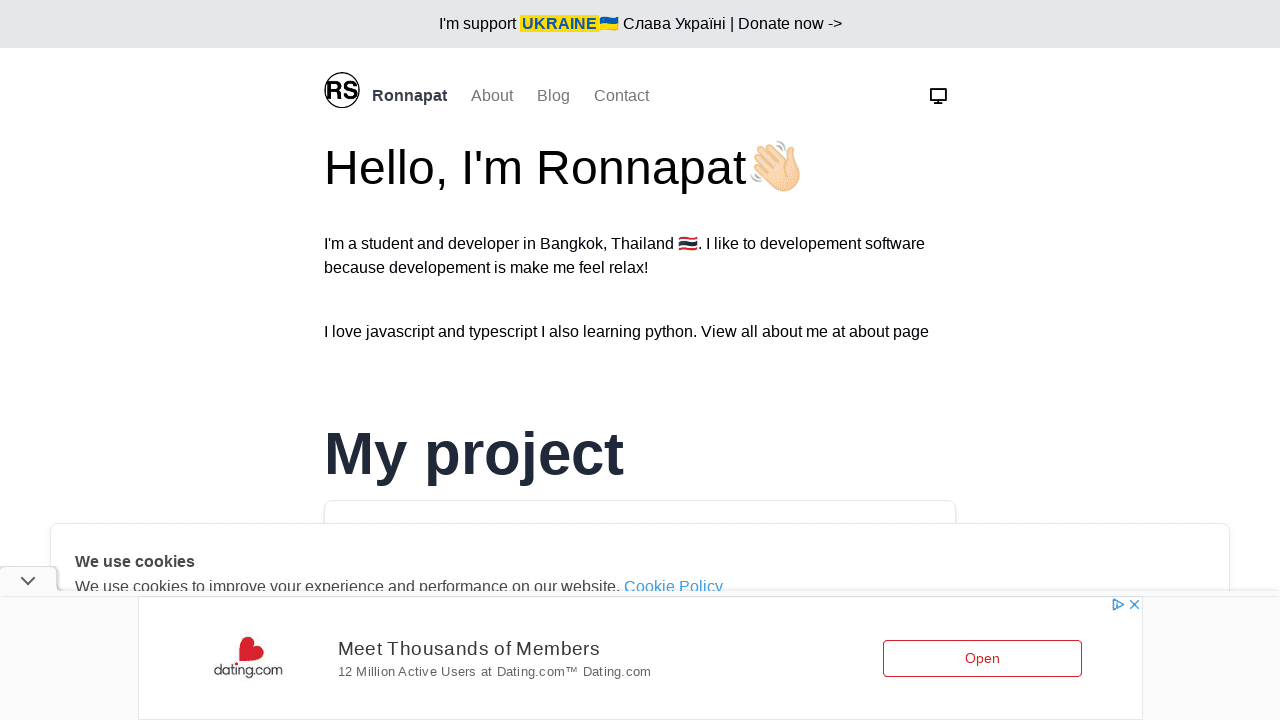 I'm support UKRAINE🇺🇦 Слава Україні | Donate now ->
RS Ronnapat About Blog Contact
Hello, I'm Ronnapat👋🏻
I'm a student and developer in Bangkok, Thailand 🇹🇭. I like to developement software
because developement is make me feel relax!
I love javascript and typescript I also learning python. View all about me at about page
My project
We use cookies
We use cookies to improve your experience and performance on our website. Cookie Policy
dating.com
Meet Thousands of Members
12 Million Active Users at Dating.com™ Dating.com
Open